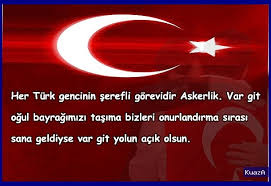 Her Türk gencinin şerefli görevidir Askerlik. Var git
oğul bayrağımızı taşıma bizleri onurlandırma sırası
sana geldiyse var git yolun açık olsun.
Kuazfi